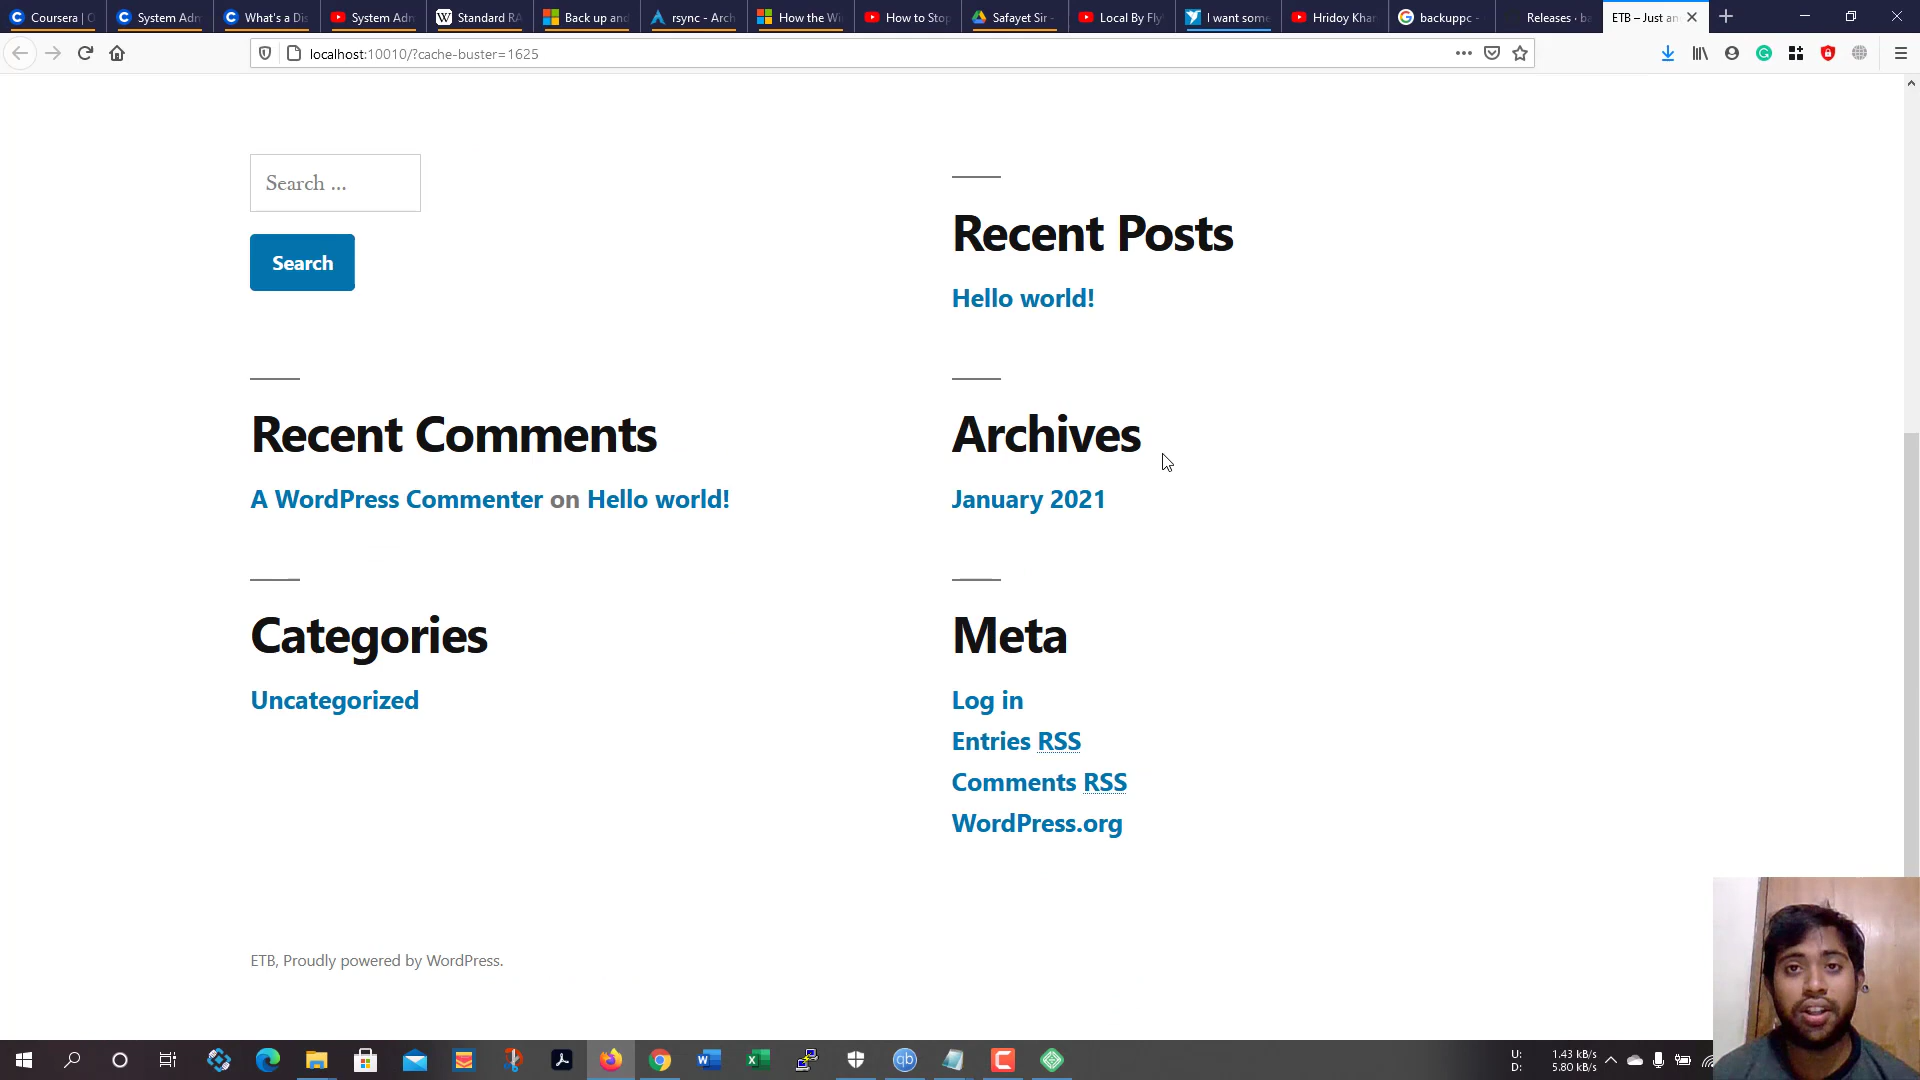 Coursera | O
System Adm
What's a Dis
System Adm
Standard RA
Back up and
rsync - Arch
How the Wi
How to Stop
Safayet Sir -
Local By Fly
I want some
Hridoy Khan
backuppc -
Releases · ba
ETB – Just an
localhost:10010/?cache-buster=1625
Search ...
Search
Recent Posts
Hello world!
Recent Comments
A WordPress Commenter on Hello world!
Archives
January 2021
Categories
Uncategorized
Meta
Log in
Entries RSS
Comments RSS
WordPress.org
ETB, Proudly powered by WordPress.
U: 1.43 kB/s
D: 5.80 kB/s